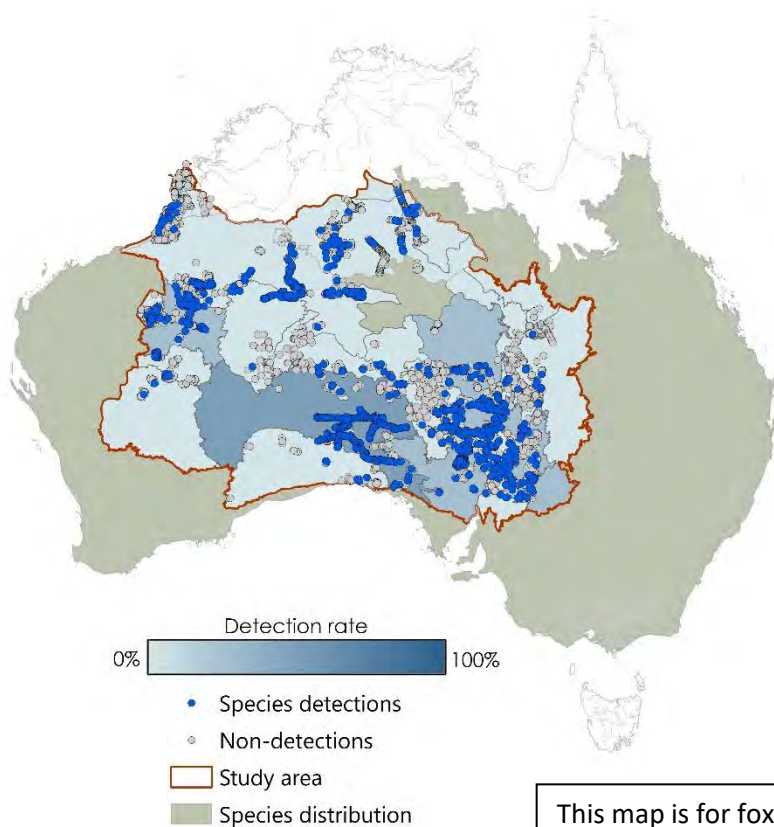 Detection rate
0%
100%
Species detections
Non-detections
Study area
Species distribution
This map is for fox